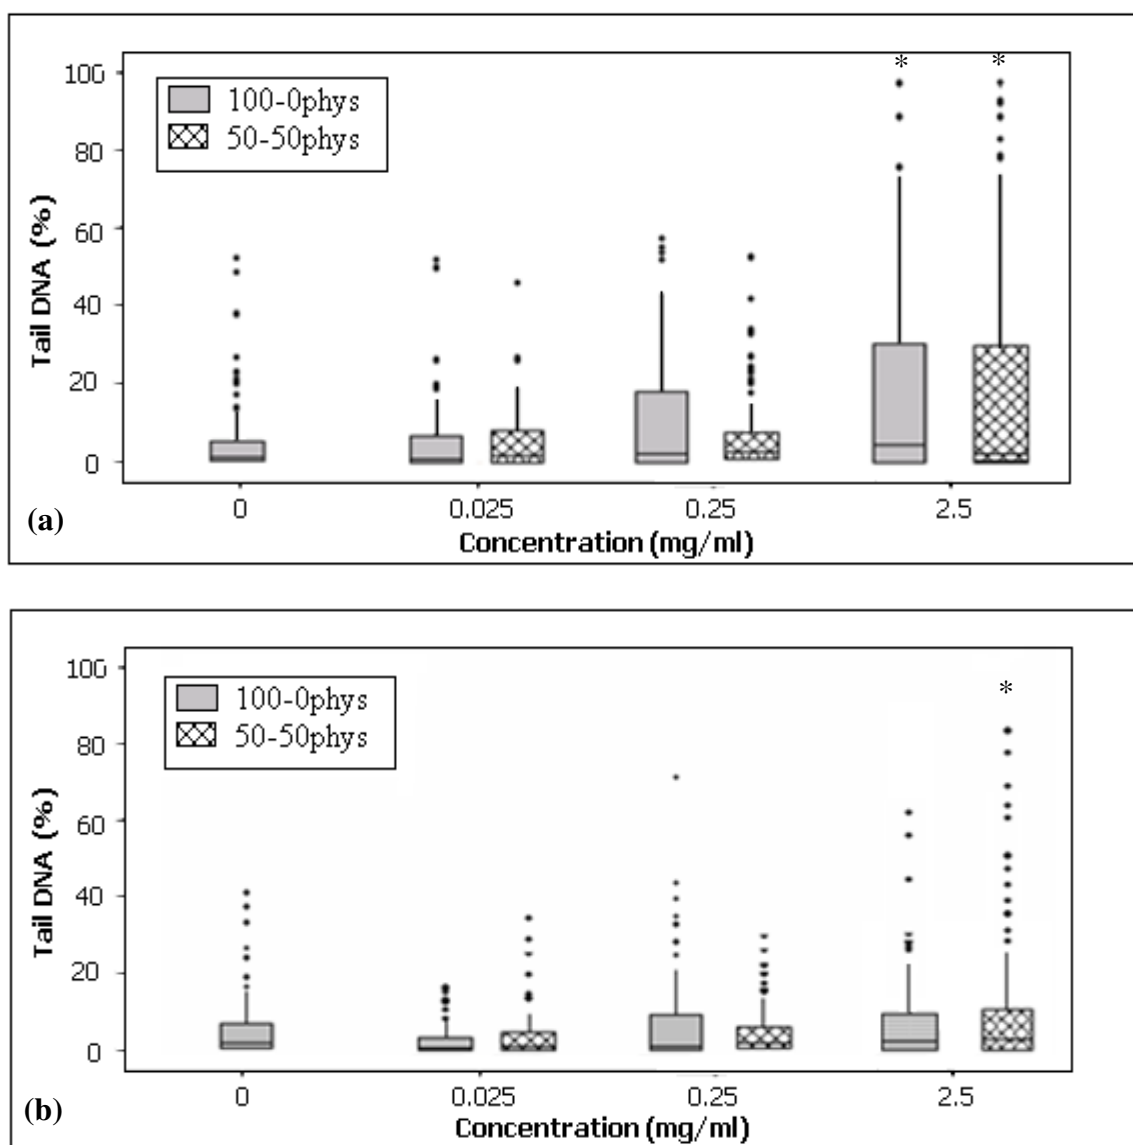 * *
100
100-0phys
50-50phys
80
60
40
20
0
Tail DNA (%)
0 0.025 0.25 2.5
(a)
Concentration (mg/ml)
*
100
100-0phys
50-50phys
80
60
40
20
0
Tail DNA (%)
0 0.025 0.25 2.5
(b)
Concentration (mg/ml)